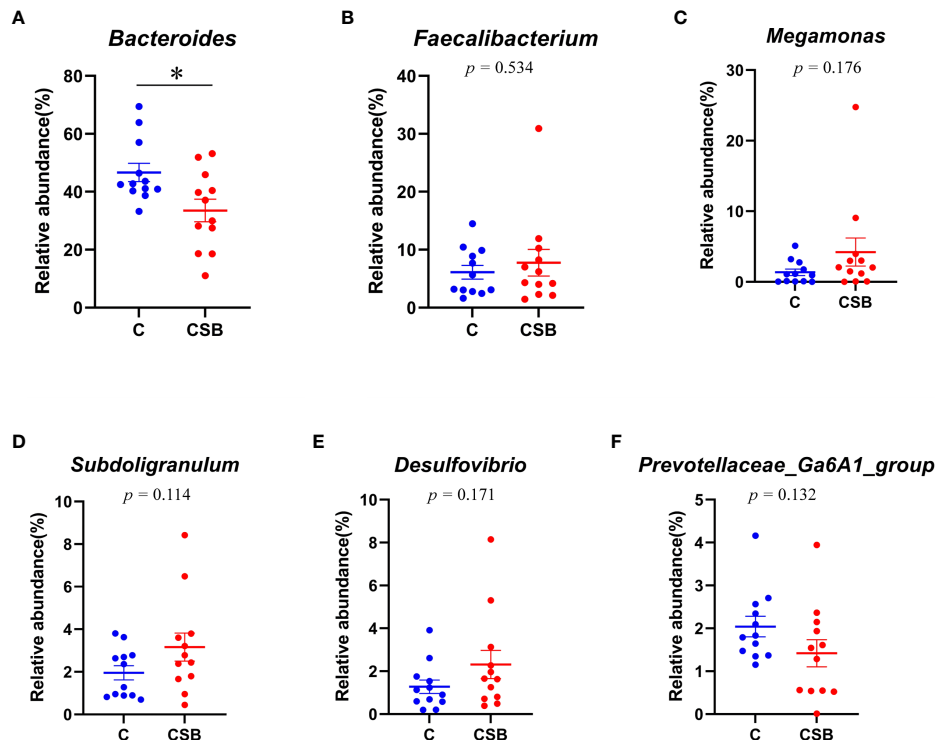 A
Bacteroides
*
Relative abundance(%)
80
60
40
20
0
C CSB
B
Faecalibacterium
p = 0.534
Relative abundance(%)
40
30
20
10
0
C CSB
C
Megamonas
p = 0.176
Relative abundance(%)
30
20
10
0
C CSB
D
Subdoligranulum
p = 0.114
Relative abundance(%)
10
8
6
4
2
0
C CSB
E
Desulfovibrio
p = 0.171
Relative abundance(%)
10
8
6
4
2
0
C CSB
F
Prevotellaceae_Ga6A1_group
p = 0.132
Relative abundance(%)
5
4
3
2
1
0
C CSB